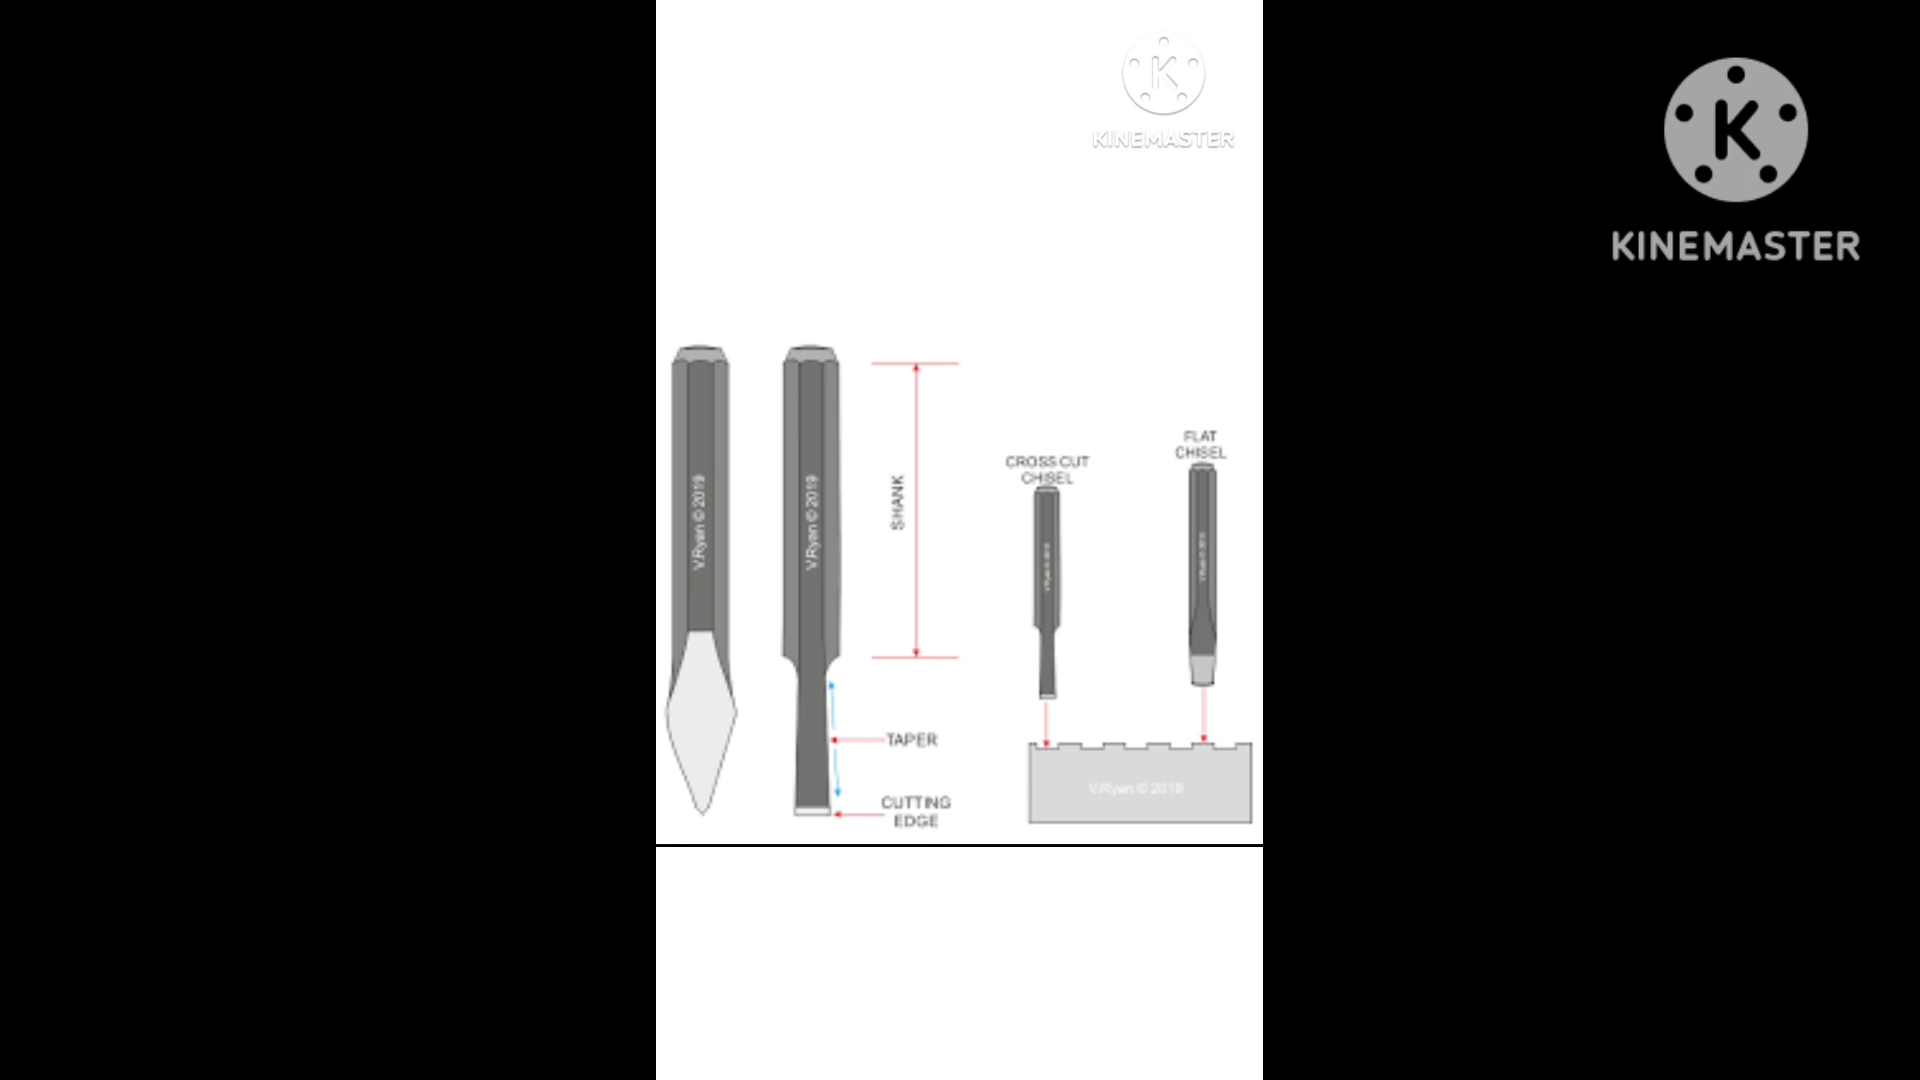 KINEMASTER
KINEMASTER
FLAT
CHISEL
CROSS CUT
CHISEL
V.Ryan © 2019
V.Ryan © 2019
SHANK
TAPER
CUTTING
EDGE
V.Ryan © 2019